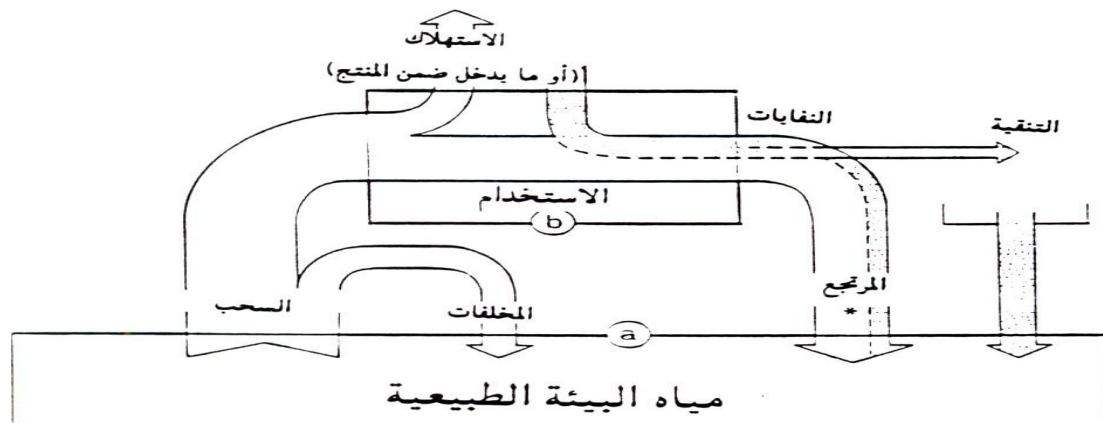 الاستهلاك
(أو ما يدخل ضمن المنتج)
النفايات
التنقية
الاستخدام
b
السحب
المخلفات
المرتجع
*
a
مياه البيئة الطبيعية